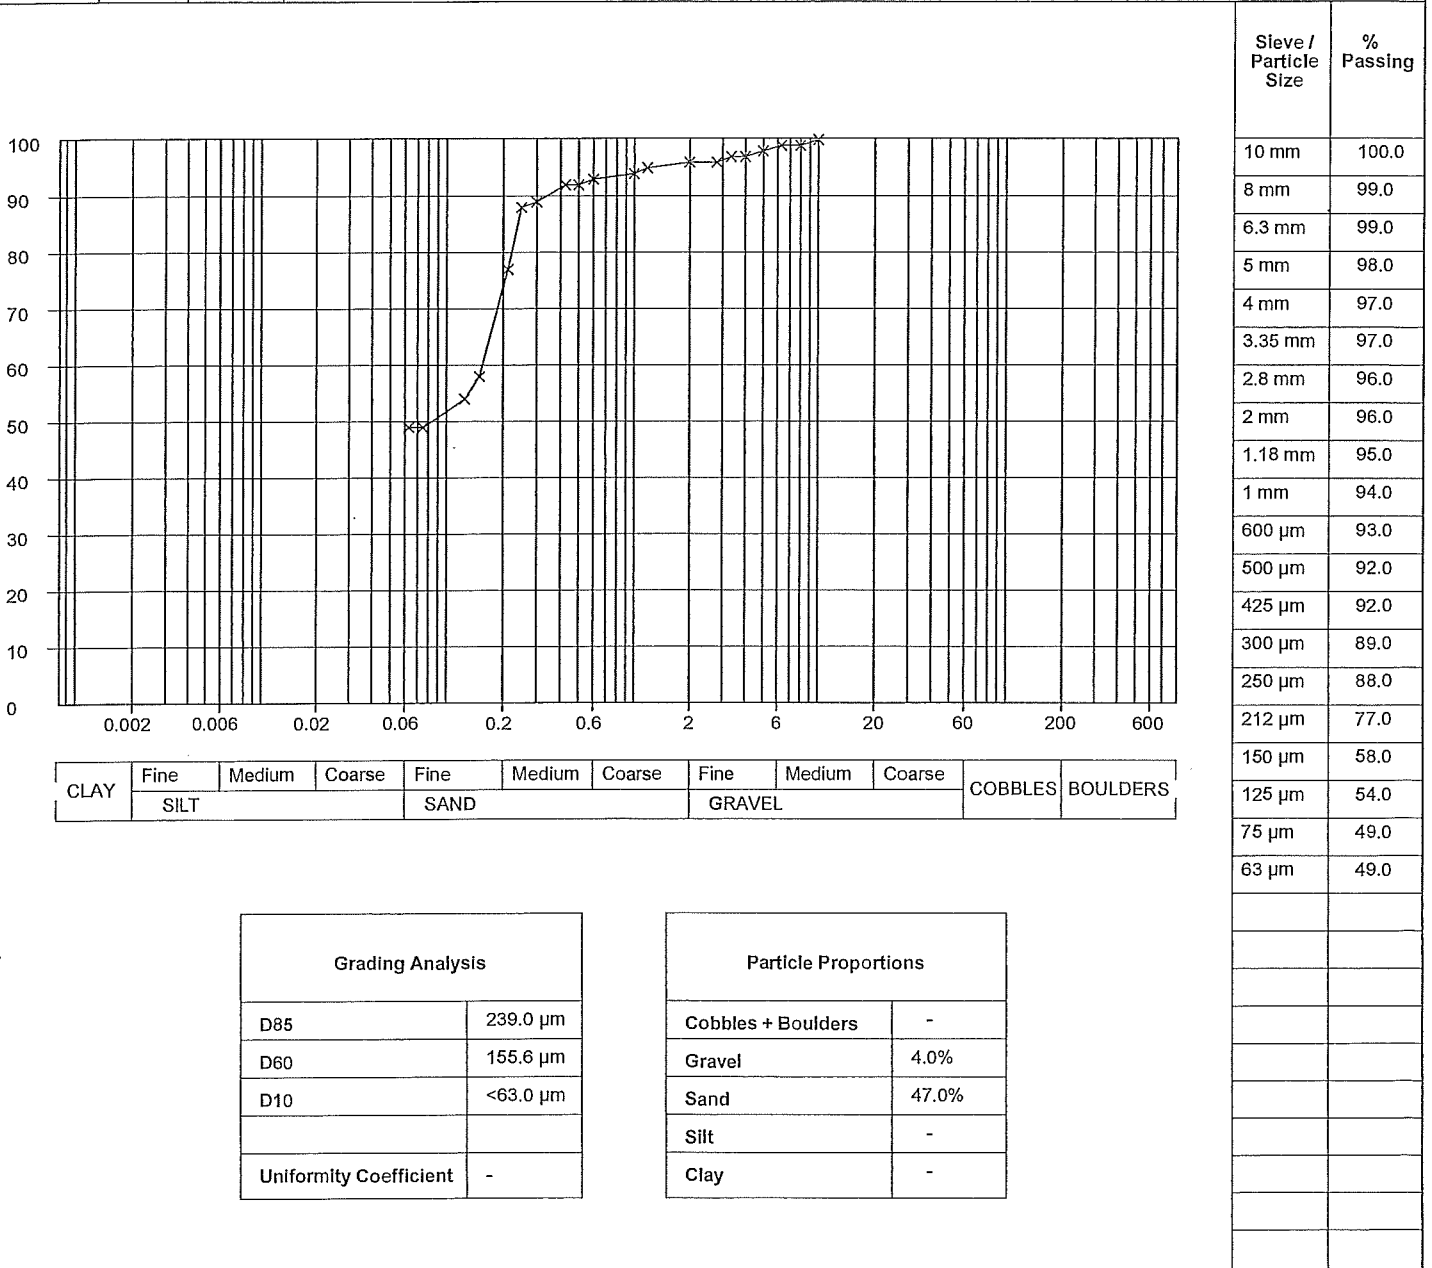 Sieve / Particle Size % Passing
10 mm 100.0
8 mm 99.0
6.3 mm 99.0
5 mm 98.0
4 mm 97.0
3.35 mm 97.0
2.8 mm 96.0
2 mm 96.0
1.18 mm 95.0
1 mm 94.0
600 µm 93.0
500 µm 92.0
425 µm 92.0
300 µm 89.0
250 µm 88.0
212 µm 77.0
150 µm 58.0
125 µm 54.0
75 µm 49.0
63 µm 49.0
100
90
80
70
60
50
40
30
20
10
0
0.002 0.006 0.02 0.06 0.2 0.6 2 6 20 60 200 600
CLAY Fine Medium Coarse Fine Medium Coarse Fine Medium Coarse COBBLES BOULDERS
SILT SAND GRAVEL
Grading Analysis
D85 239.0 µm
D60 155.6 µm
D10 <63.0 µm
Uniformity Coefficient -
Particle Proportions
Cobbles + Boulders -
Gravel 4.0%
Sand 47.0%
Silt -
Clay -